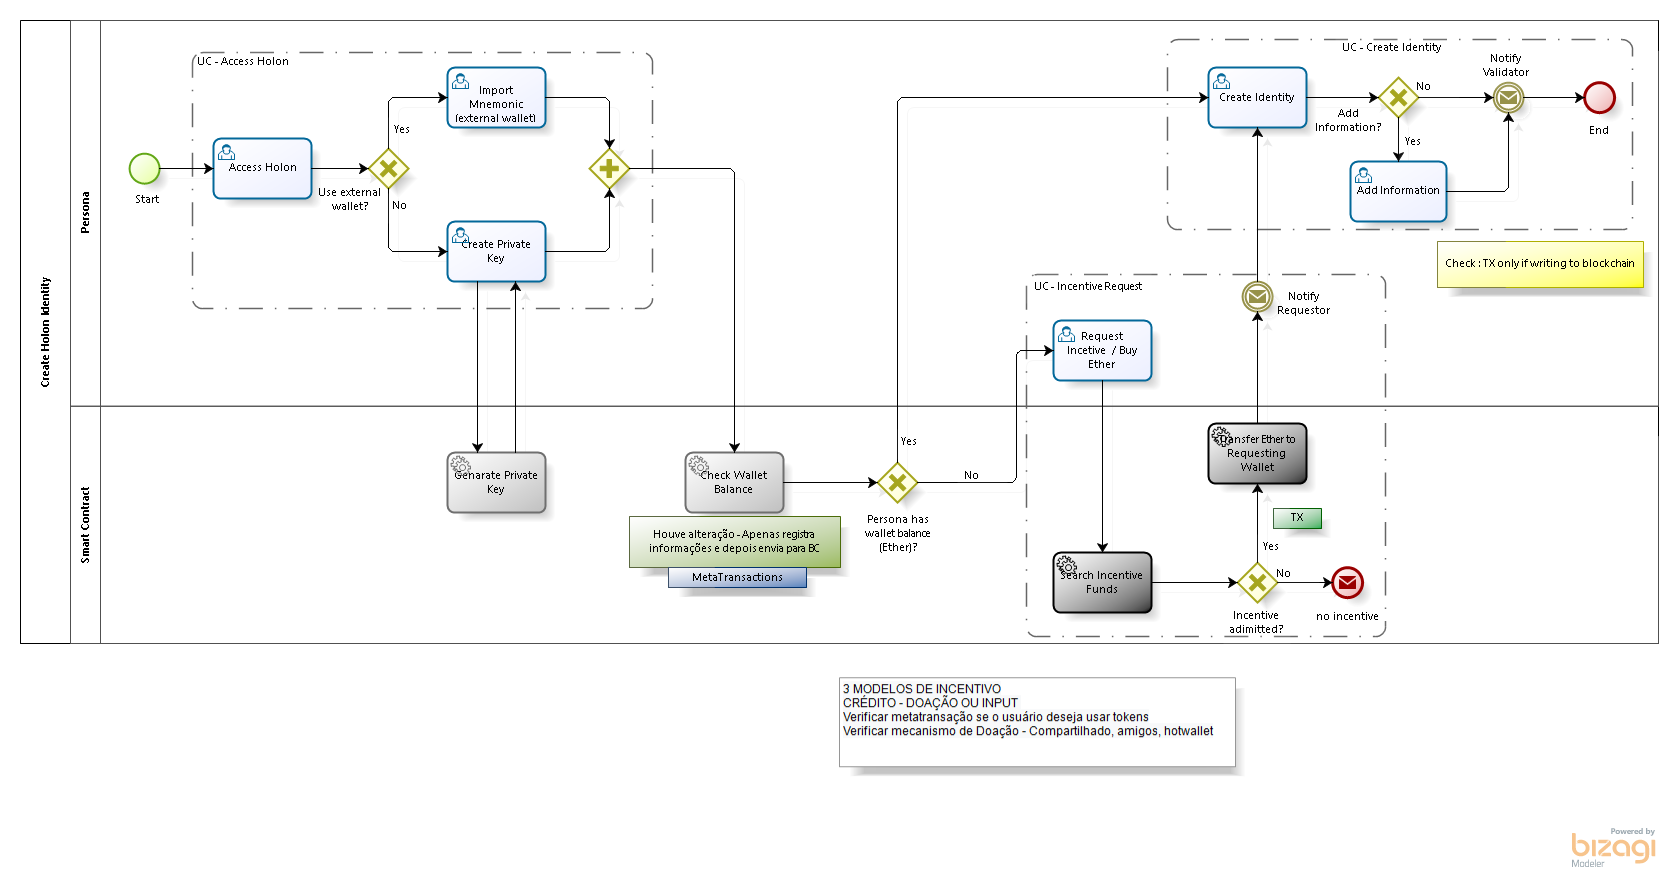 Create Holon Identity
Persona
Smart Contract
UC - Access Holon
Start
Access Holon
Use external
wallet?
Yes
No
Import
Mnemonic
(external wallet)
Create Private
Key
Genarate Private
Key
Check Wallet
Balance
Houve alteração - Apenas registra
informações e depois envia para BC
MetaTransactions
Persona has
wallet balance
(Ether)?
Yes
No
UC - Incentive Request
Request
Incetive / Buy
Ether
Search Incentive
Funds
Incentive
adimitted?
Yes
No
no incentive
TX
Transfer Ether to
Requesting
Wallet
Notify
Requestor
UC - Create Identity
Create Identity
Add
Information?
No
Yes
Add Information
Notify
Validator
End
Check : TX only if writing to blockchain
3 MODELOS DE INCENTIVO
CRÉDITO - DOAÇÃO OU INPUT
Verificar metatransação se o usuário deseja usar tokens
Verificar mecanismo de Doação - Compartilhado, amigos, hotwallet
Powered by
bizagi
Modeler